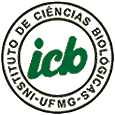 INSTITUTO DE CIÊNCIAS BIOLÓGICAS
-UFMG-
icb